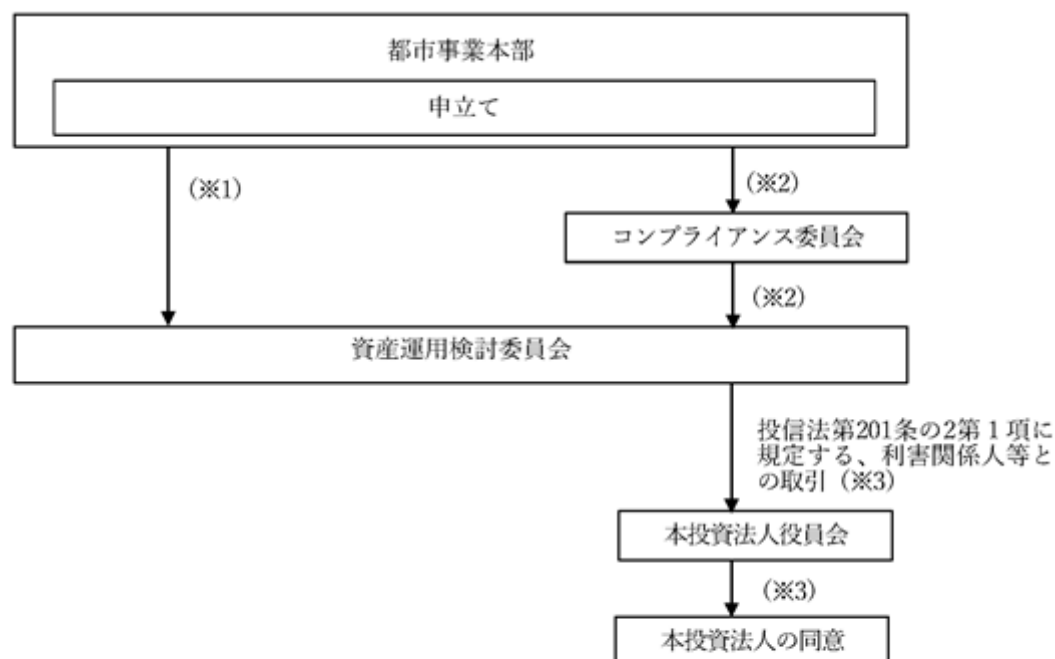 都市事業本部
申立て
(※1)
(※2)
コンプライアンス委員会
(※2)
資産運用検討委員会
投信法第201条の2第1項に
規定する、利害関係人等と
の取引(※3)
本投資法人役員会
(※3)
本投資法人の同意